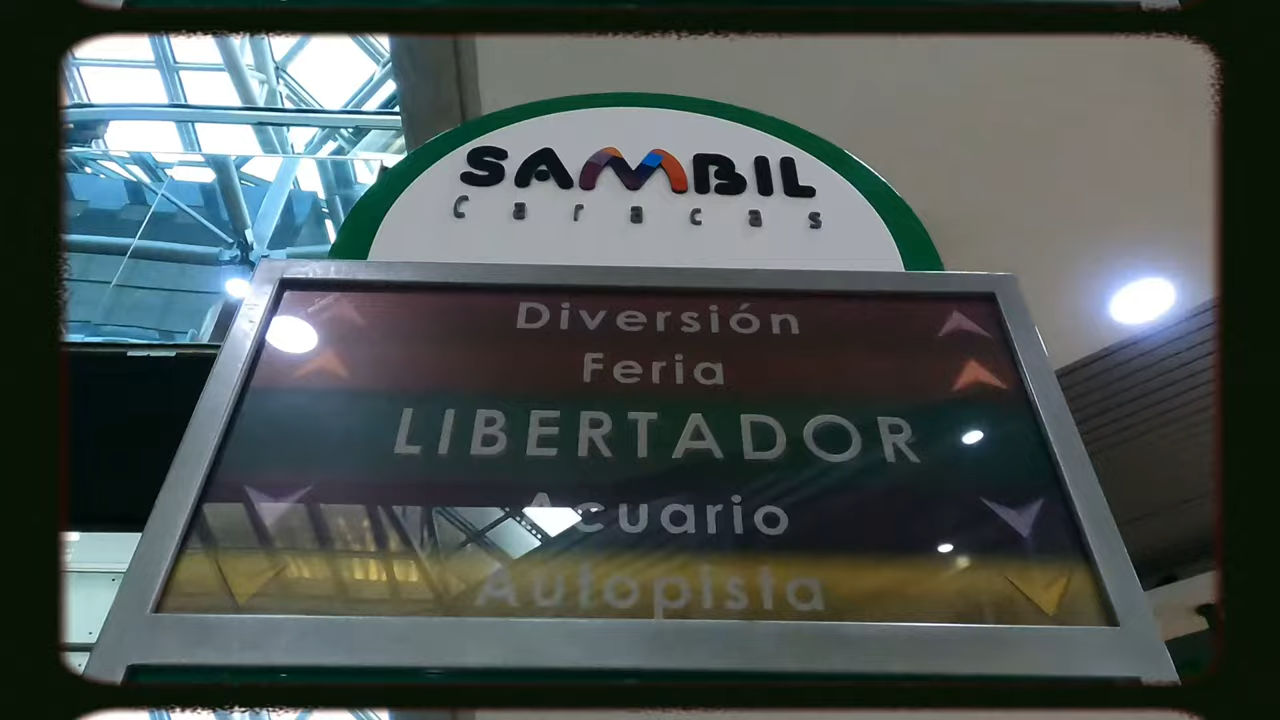 SAMBIL
caracas
Diversión
Feria
LIBERTADOR
Acuario
Autopista